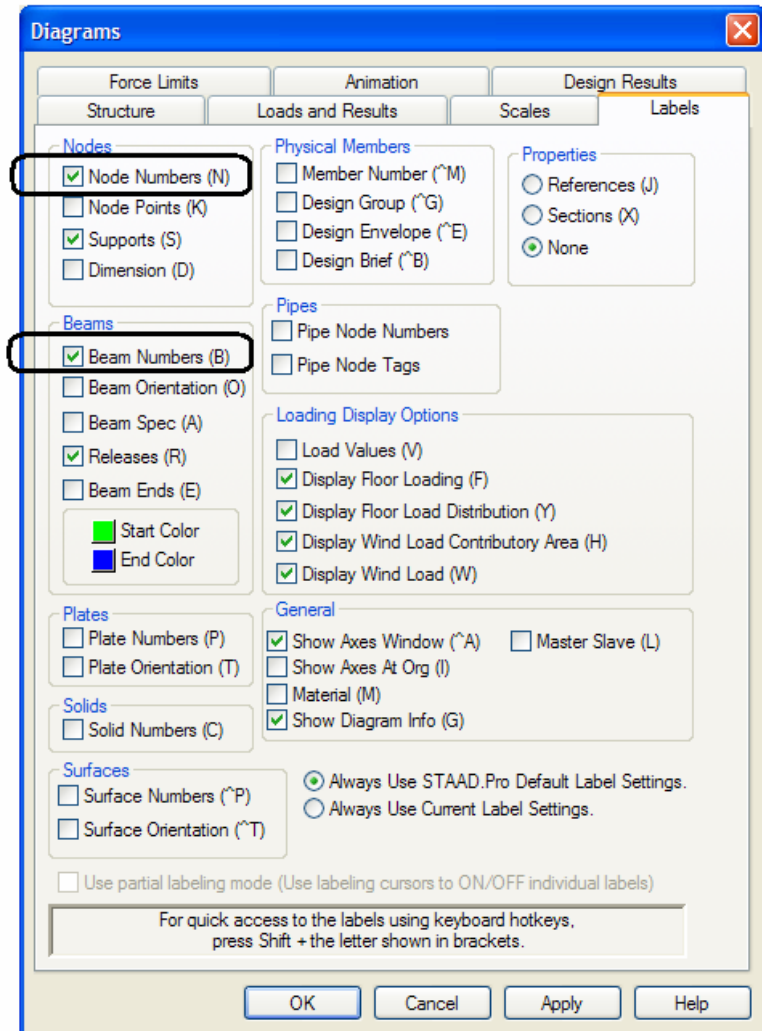 Diagrams
Force Limits
Animation
Design Results
Structure
Loads and Results
Scales
Labels
Nodes
Node Numbers (N)
Node Points (K)
Supports (S)
Dimension (D)
Physical Members
Member Number (^M)
Design Group (^G)
Design Envelope (^E)
Design Brief (^B)
Properties
References (J)
Sections (X)
None
Beams
Beam Numbers (B)
Beam Orientation (O)
Beam Spec (A)
Releases (R)
Beam Ends (E)
Start Color
End Color
Pipes
Pipe Node Numbers
Pipe Node Tags
Loading Display Options
Load Values (V)
Display Floor Loading (F)
Display Floor Load Distribution (Y)
Display Wind Load Contributory Area (H)
Display Wind Load (W)
Plates
Plate Numbers (P)
Plate Orientation (T)
General
Show Axes Window (^A)
Master Slave (L)
Show Axes At Org (I)
Material (M)
Show Diagram Info (G)
Solids
Solid Numbers (C)
Surfaces
Surface Numbers (^P)
Surface Orientation (^T)
Always Use STAAD.Pro Default Label Settings.
Always Use Current Label Settings.
Use partial labeling mode (Use labeling cursors to ON/OFF individual labels)
For quick access to the labels using keyboard hotkeys,
press Shift + the letter shown in brackets.
OK
Cancel
Apply
Help